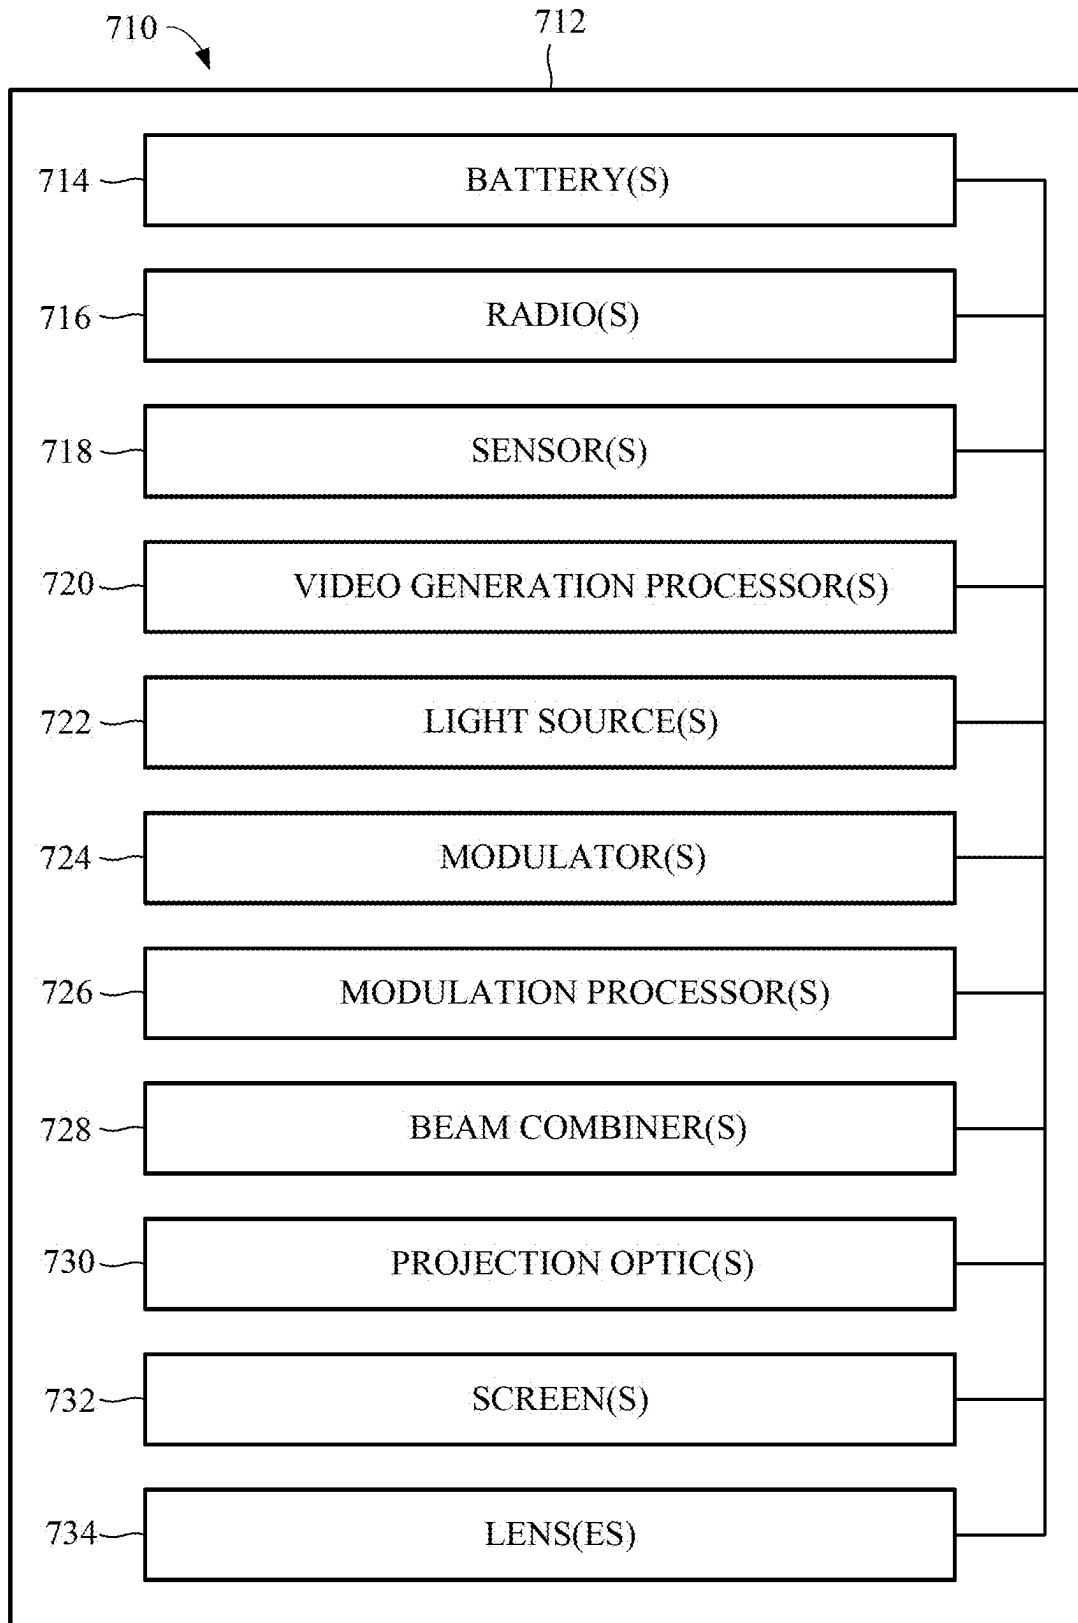 710
712
714 BATTERY(S)
716 RADIO(S)
718 SENSOR(S)
720 VIDEO GENERATION PROCESSOR(S)
722 LIGHT SOURCE(S)
724 MODULATOR(S)
726 MODULATION PROCESSOR(S)
728 BEAM COMBINER(S)
730 PROJECTION OPTIC(S)
732 SCREEN(S)
734 LENS(ES)